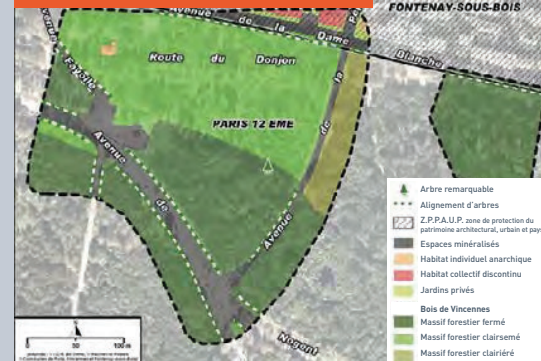 FONTENAY-SOUS-BOIS
Avenue de la Dame Blanche
Route du Donjon
Fayolle
PARIS 12 EME
Avenue de
Avenue de la
Nogent
Arbre remarquable
Alignement d'arbres
Z.P.P.A.U.P. zone de protection du
patrimoine architectural, urbain et pays
Espaces minéralisés
Habitat individuel anarchique
Habitat collectif discontinu
Jardins privés
Bois de Vincennes
Massif forestier fermé
Massif forestier clairsemé
Massif forestier clairiéré
N
0 50 100 m